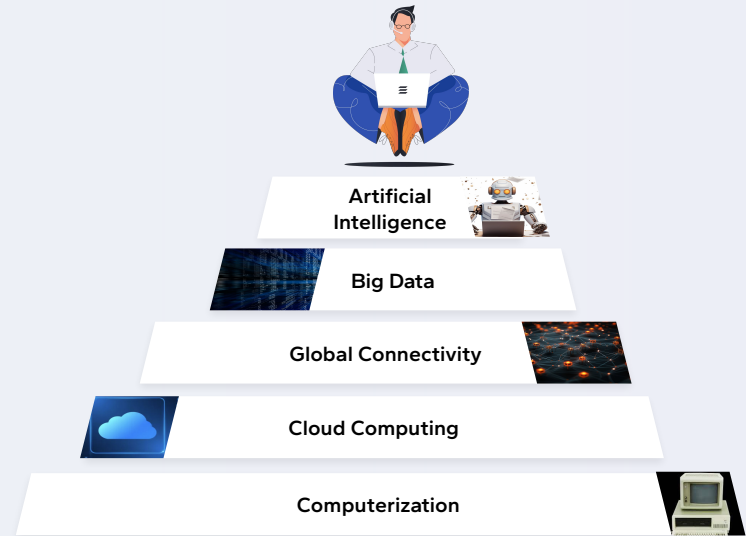 Artificial
Intelligence
Big Data
Global Connectivity
Cloud Computing
Computerization